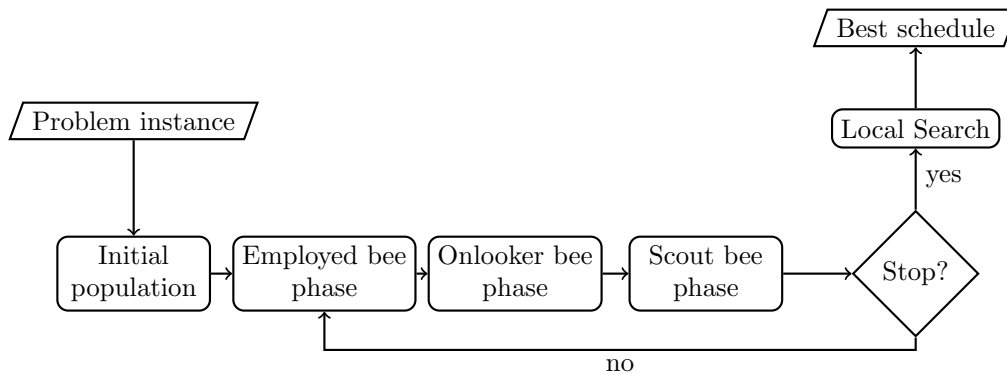 Best schedule
Problem instance
Local Search
yes
Initial
population
Employed bee
phase
Onlooker bee
phase
Scout bee
phase
Stop?
no